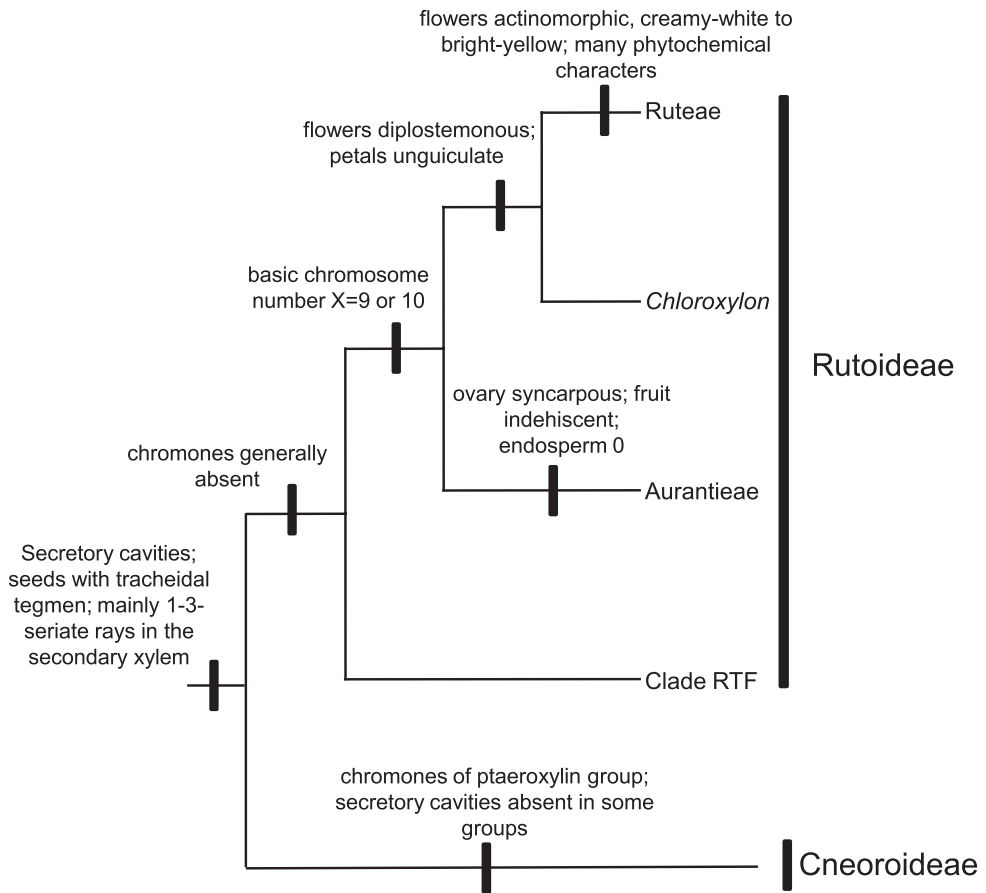 flowers actinomorphic, creamy-white to
bright-yellow; many phytochemical
characters
Ruteae
flowers diplostemonous;
petals unguiculate
basic chromosome
number X=9 or 10
Chloroxylon
Rutoideae
ovary syncarpous; fruit
indehiscent;
endosperm 0
chromones generally
absent
Aurantieae
Secretory cavities;
seeds with tracheidal
tegmen; mainly 1-3-
seriate rays in the
secondary xylem
Clade RTF
chromones of ptaeroxylin group;
secretory cavities absent in some
groups
Cneoroideae